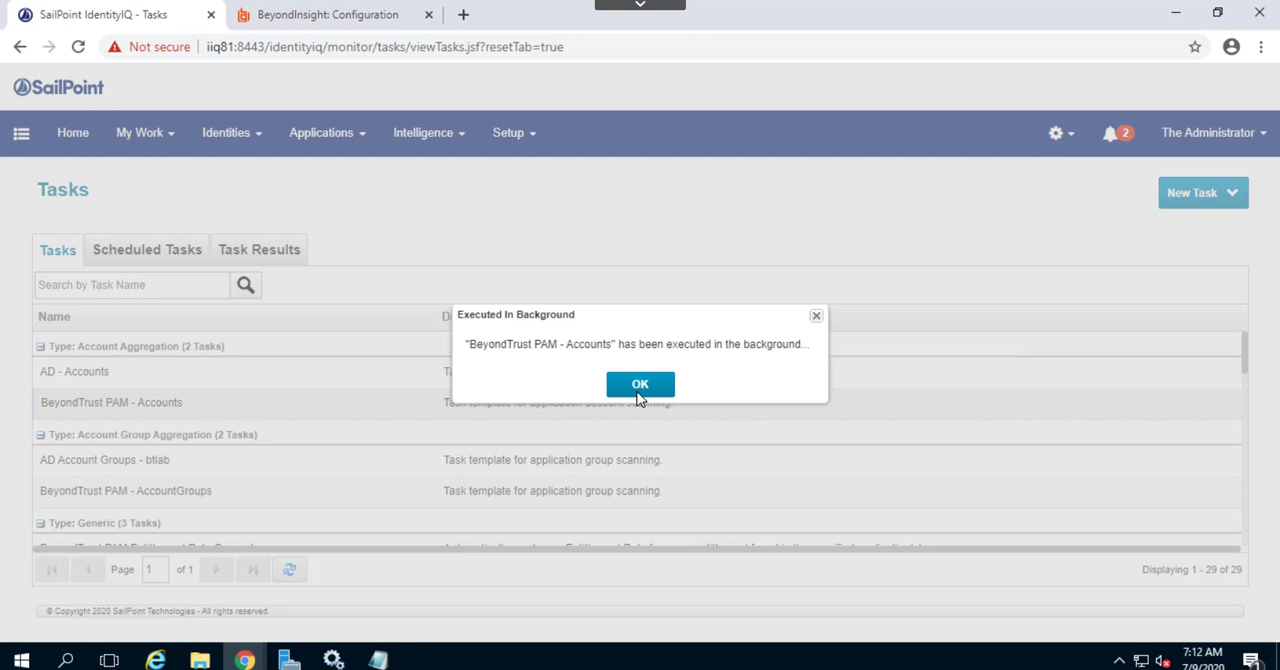 SailPoint IdentityIQ - Tasks
BeyondInsight: Configuration
Not secure
iiq81:8443/identityiq/monitor/tasks/viewTasks.jsf?resetTab=true
SailPoint
Home
My Work
Identities
Applications
Intelligence
Setup
2
The Administrator
Tasks
New Task
Tasks
Scheduled Tasks
Task Results
Search by Task Name
Name
Executed In Background
"BeyondTrust PAM - Accounts" has been executed in the background...
OK
Type: Account Aggregation (2 Tasks)
AD - Accounts
BeyondTrust PAM - Accounts
Task template for application account scanning.
Type: Account Group Aggregation (2 Tasks)
AD Account Groups - btlab
Task template for application group scanning.
BeyondTrust PAM - AccountGroups
Task template for application group scanning.
Type: Generic (3 Tasks)
Page
1
of 1
Displaying 1 - 29 of 29
© Copyright 2020 SailPoint Technologies - All rights reserved.
7:12 AM
7/9/2020